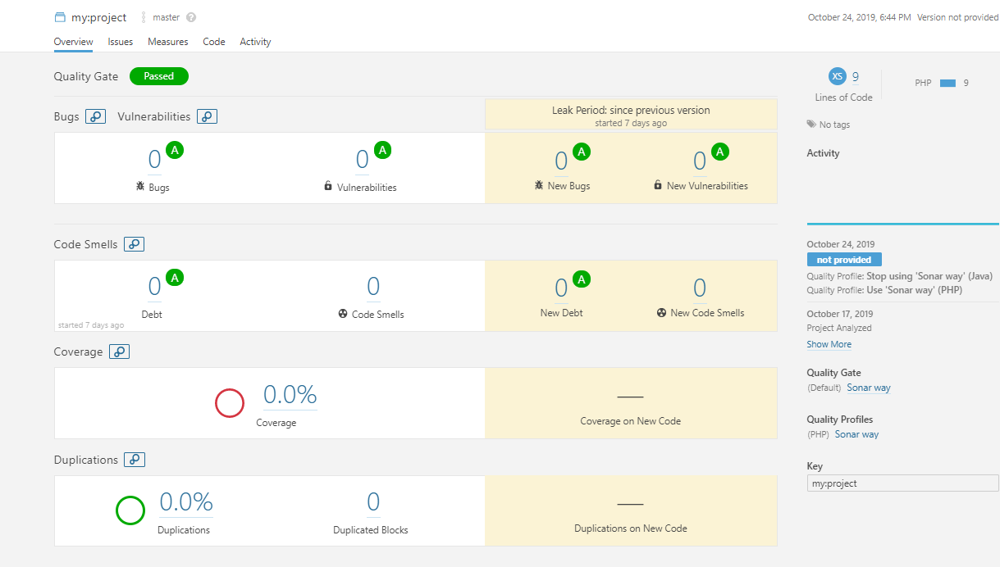 my:project master ?
October 24, 2019, 6:44 PM Version not provided
Overview Issues Measures Code Activity
Quality Gate Passed
Bugs Vulnerabilities
Leak Period: since previous version
started 7 days ago
0 A
Bugs
0 A
Vulnerabilities
0 A
New Bugs
0 A
New Vulnerabilities
Code Smells
0 A
Debt
started 7 days ago
0
Code Smells
0 A
New Debt
0
New Code Smells
Coverage
0.0%
Coverage
—
Coverage on New Code
Duplications
0.0%
Duplications
0
Duplicated Blocks
—
Duplications on New Code
XS 9
Lines of Code
PHP 9
No tags
Activity
October 24, 2019
not provided
Quality Profile: Stop using 'Sonar way' (Java)
Quality Profile: Use 'Sonar way' (PHP)
October 17, 2019
Project Analyzed
Show More
Quality Gate
(Default) Sonar way
Quality Profiles
(PHP) Sonar way
Key
my:project